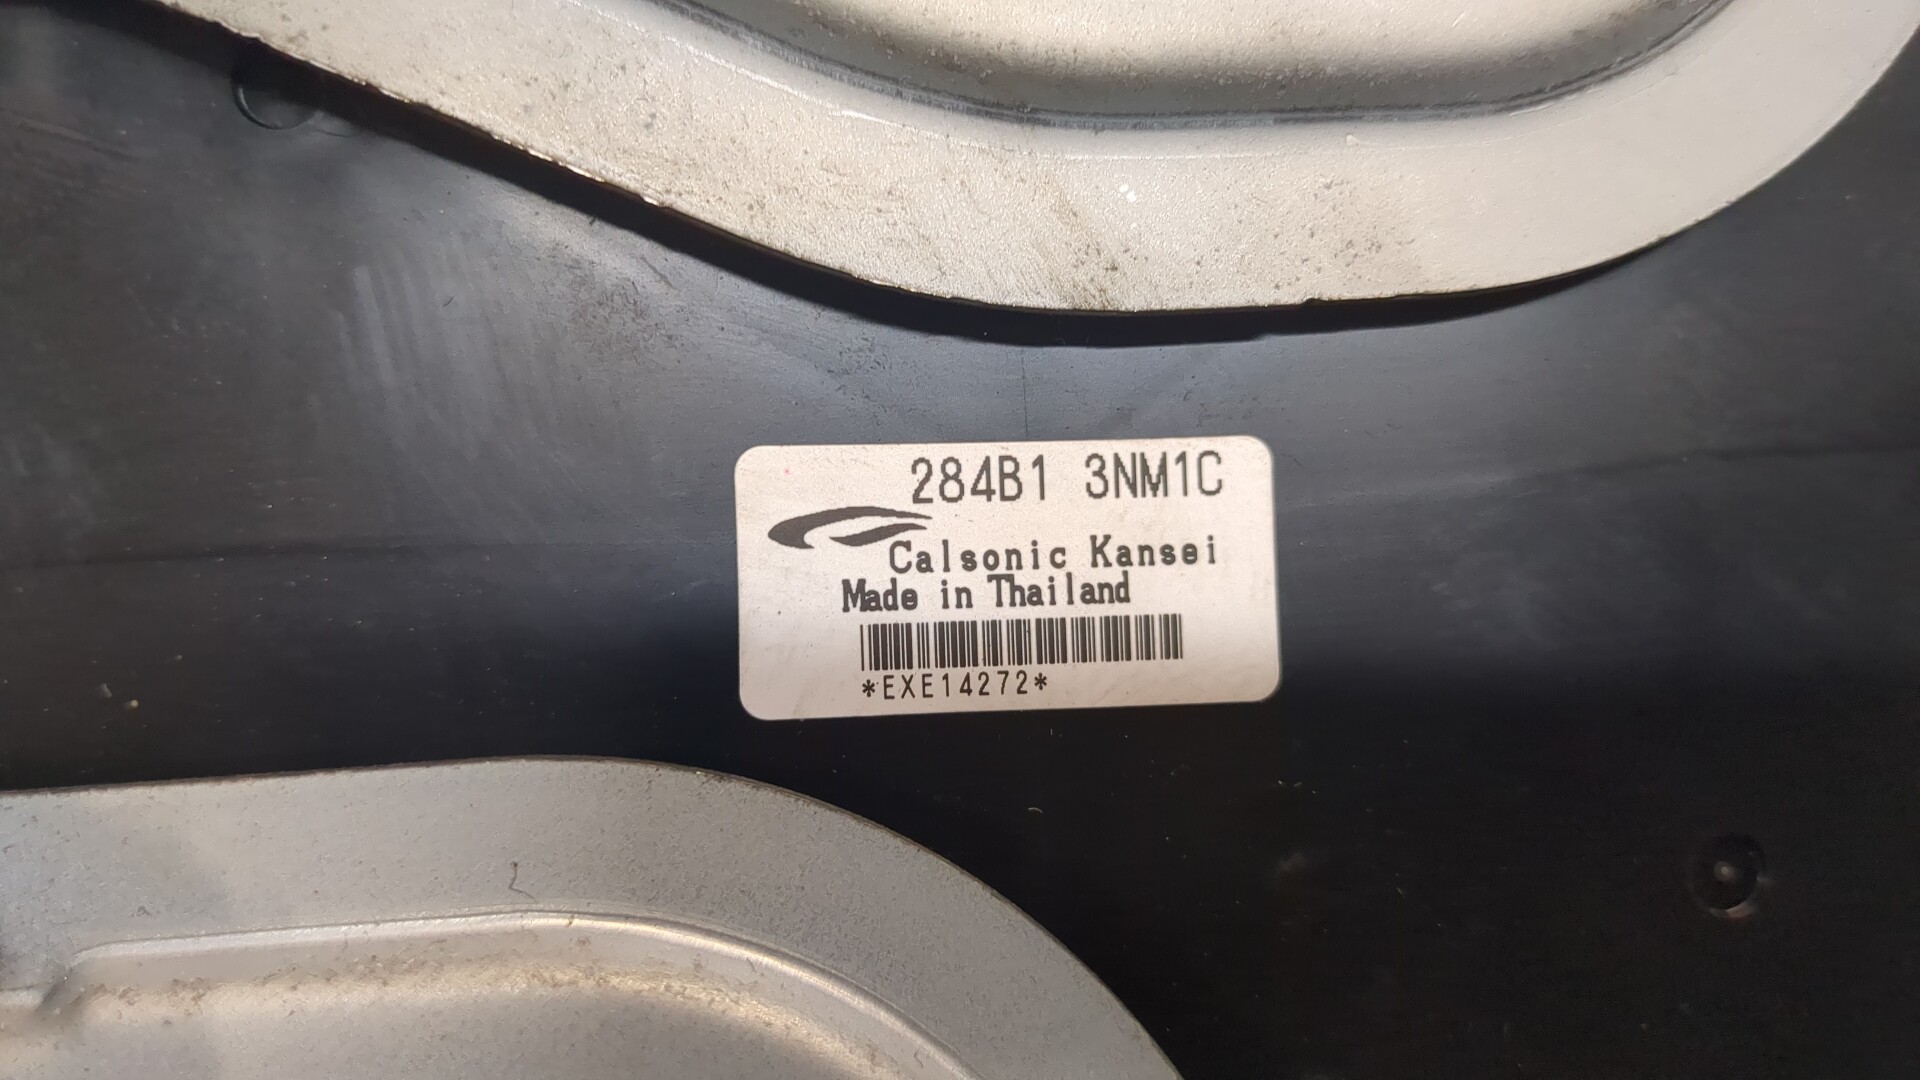 284B1 3NM1C
Calsonic Kansei
Made in Thailand
*EXE14272*